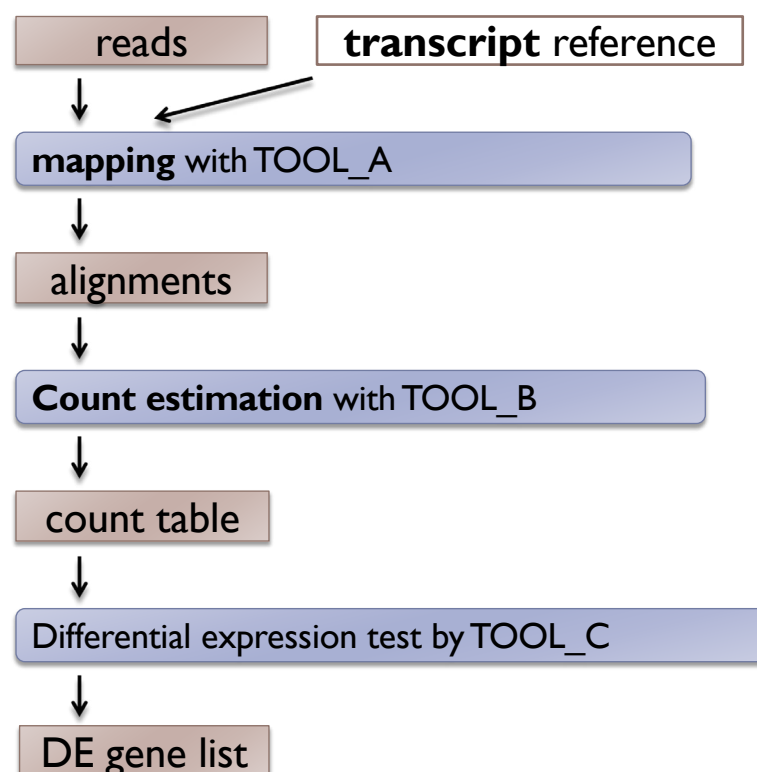 reads
transcript reference
mapping with TOOL_A
alignments
Count estimation with TOOL_B
count table
Differential expression test by TOOL_C
DE gene list